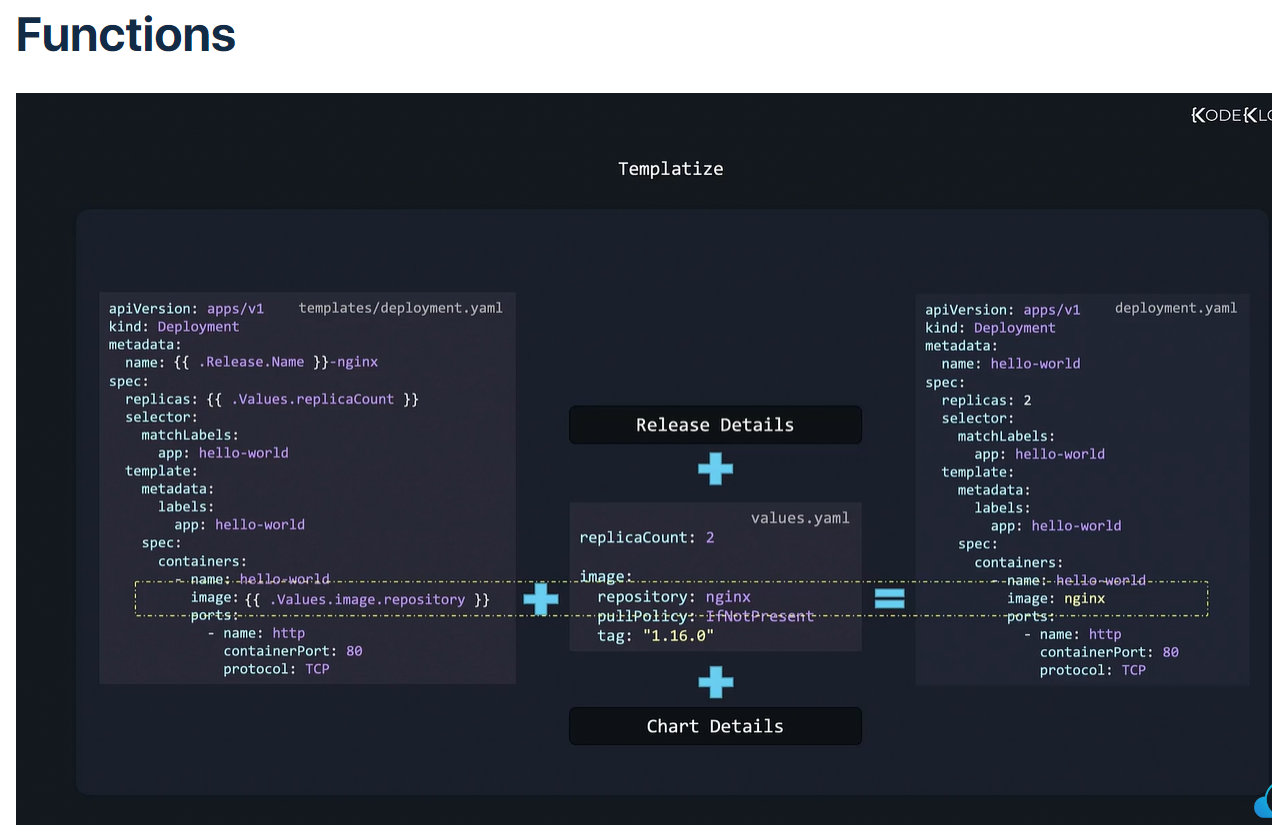 Functions
KODEKLO
Templatize
templates/deployment.yaml
apiVersion: apps/v1
kind: Deployment
metadata:
  name: {{ .Release.Name }}-nginx
spec:
  replicas: {{ .Values.replicaCount }}
  selector:
    matchLabels:
      app: hello-world
  template:
    metadata:
      labels:
        app: hello-world
    spec:
      containers:
        - name: hello-world
          image: {{ .Values.image.repository }}
          ports:
            - name: http
              containerPort: 80
              protocol: TCP
Release Details
values.yaml
replicaCount: 2
image:
  repository: nginx
  pullPolicy: IfNotPresent
  tag: "1.16.0"
Chart Details
deployment.yaml
apiVersion: apps/v1
kind: Deployment
metadata:
  name: hello-world
spec:
  replicas: 2
  selector:
    matchLabels:
      app: hello-world
  template:
    metadata:
      labels:
        app: hello-world
    spec:
      containers:
        - name: hello-world
          image: nginx
          ports:
            - name: http
              containerPort: 80
              protocol: TCP